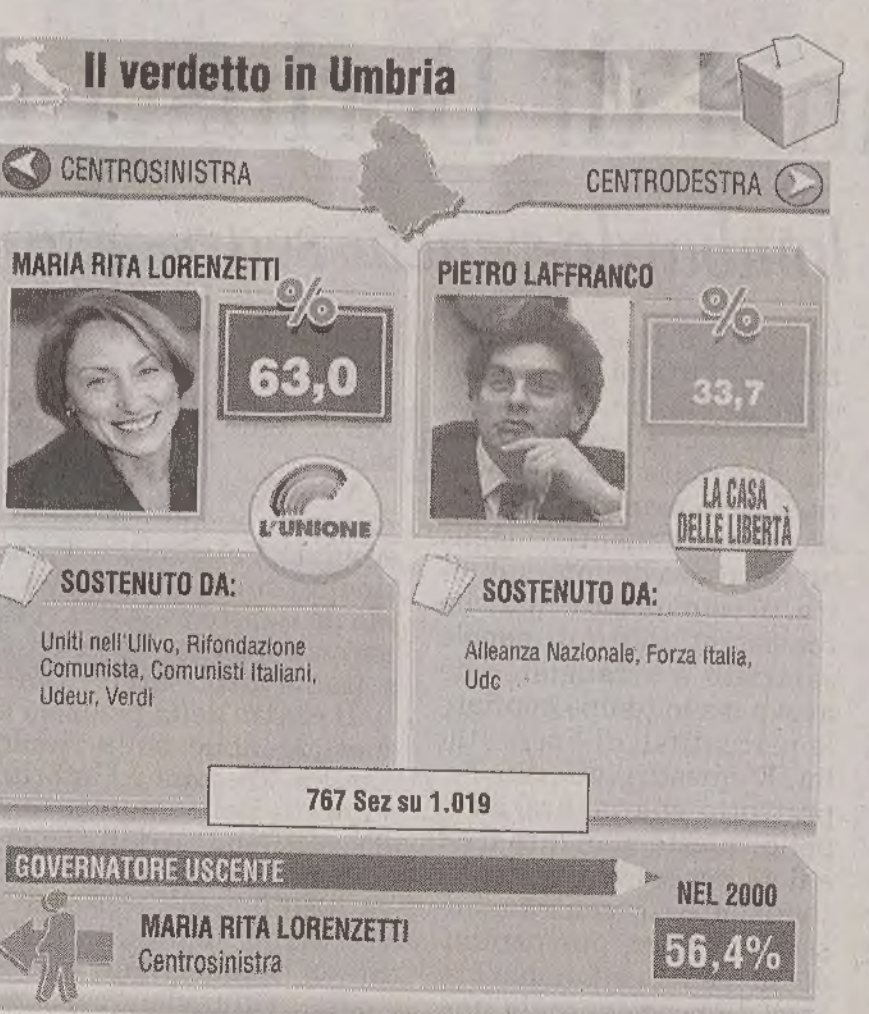 Il verdetto in Umbria
CENTROSINISTRA
CENTRODESTRA
MARIA RITA LORENZETTI
%
63,0
L'UNIONE
PIETRO LAFFRANCO
%
33,7
LA CASA
DELLE LIBERTÀ
SOSTENUTO DA:
Uniti nell'Ulivo, Rifondazione
Comunista, Comunisti Italiani,
Udeur, Verdi
SOSTENUTO DA:
Alleanza Nazionale, Forza Italia,
Udc
767 Sez su 1.019
GOVERNATORE USCENTE
MARIA RITA LORENZETTI
Centrosinistra
NEL 2000
56,4%